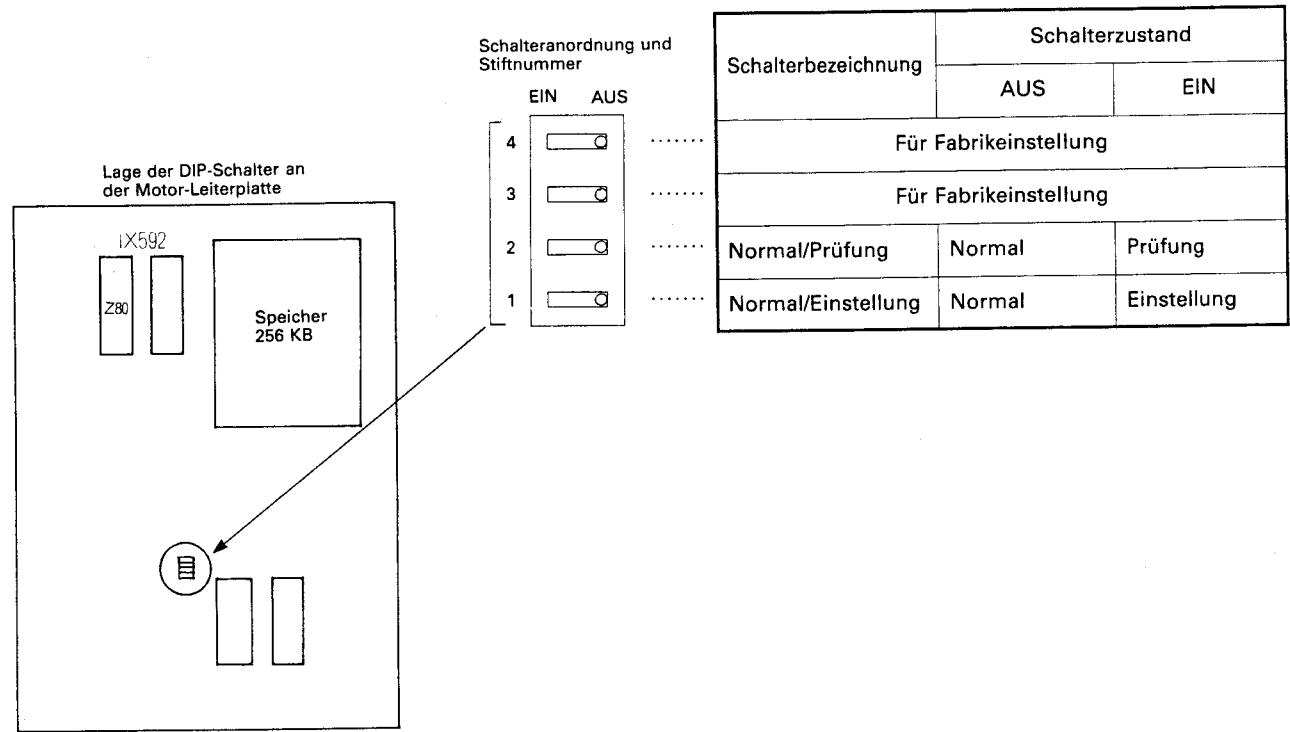 Schalteranordnung und
Stiftnummer
EIN AUS
4
3
2
1
Schalterbezeichnung
Schalterzustand
AUS EIN
Für Fabrikeinstellung
Für Fabrikeinstellung
Normal/Prüfung Normal Prüfung
Normal/Einstellung Normal Einstellung
Lage der DIP-Schalter an
der Motor-Leiterplatte
IX592
Z80
Speicher
256 KB